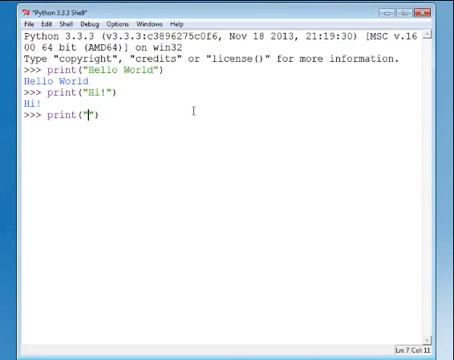 *Python 3.3.3 Shell*
File Edit Shell Debug Options Windows Help
Python 3.3.3 (v3.3.3:c3896275c0f6, Nov 18 2013, 21:19:30) [MSC v.16
00 64 bit (AMD64)] on win32
Type "copyright", "credits" or "license()" for more information.
>>> print("Hello World")
Hello World
>>> print("Hi!")
Hi!
>>> print("")
Ln: 7 Col: 11